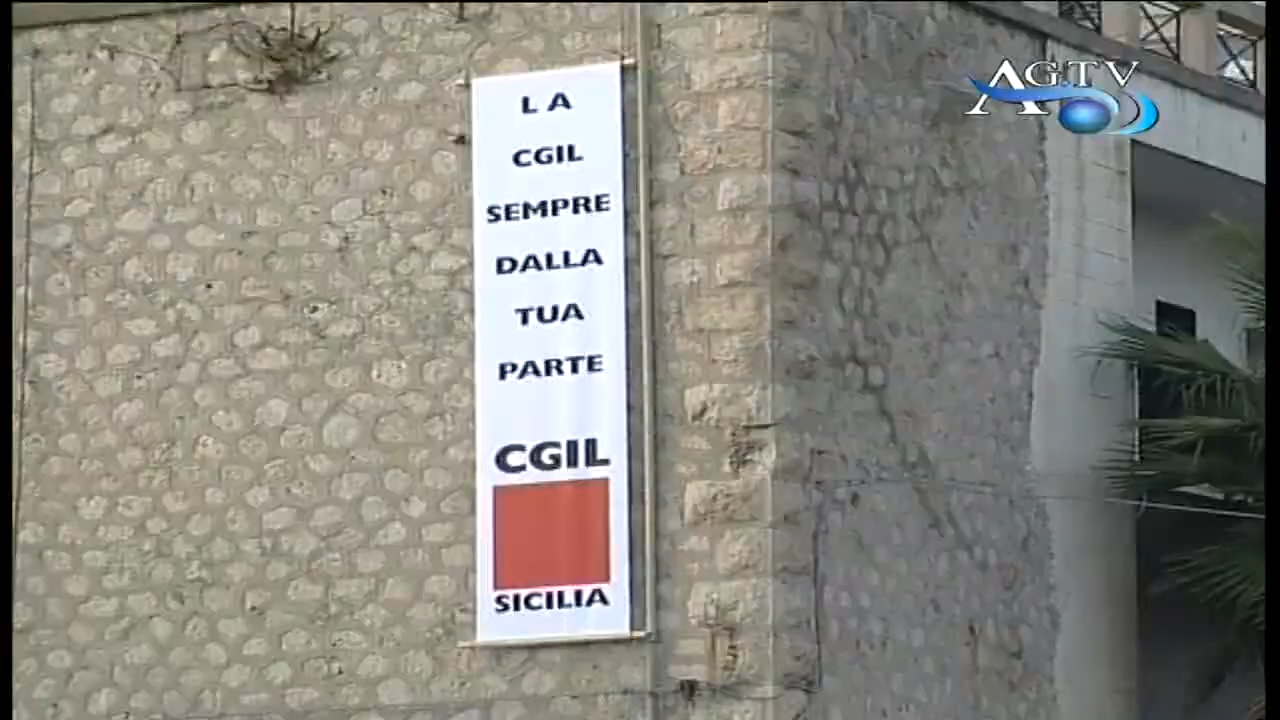 AGTV
LA
CGIL
SEMPRE
DALLA
TUA
PARTE
CGIL
SICILIA